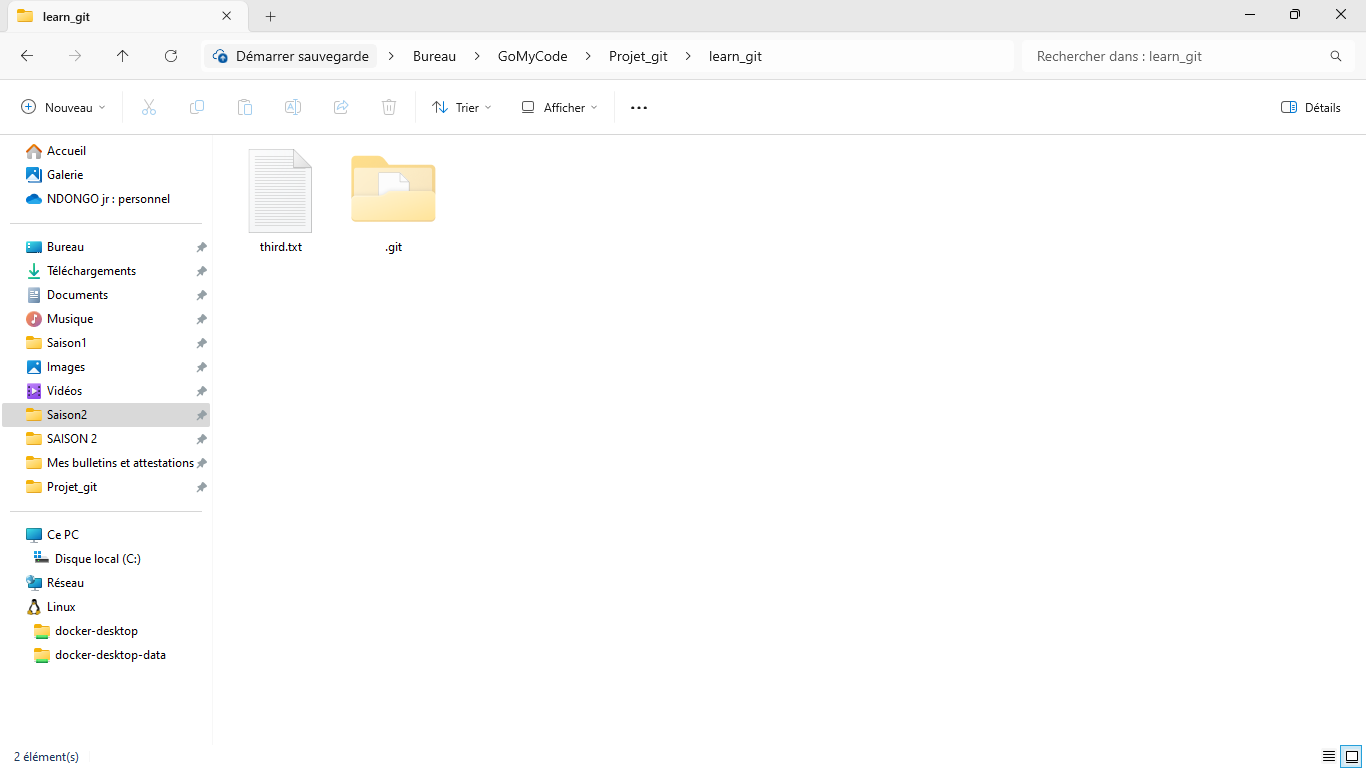 learn_git
Démarrer sauvegarde > Bureau > GoMyCode > Projet_git > learn_git
Rechercher dans : learn_git
Nouveau
Trier
Afficher
Détails
Accueil
Galerie
NDONGO jr : personnel
Bureau
Téléchargements
Documents
Musique
Saison1
Images
Vidéos
Saison2
SAISON 2
Mes bulletins et attestations
Projet_git
Ce PC
Disque local (C:)
Réseau
Linux
docker-desktop
docker-desktop-data
third.txt
.git
2 élément(s)